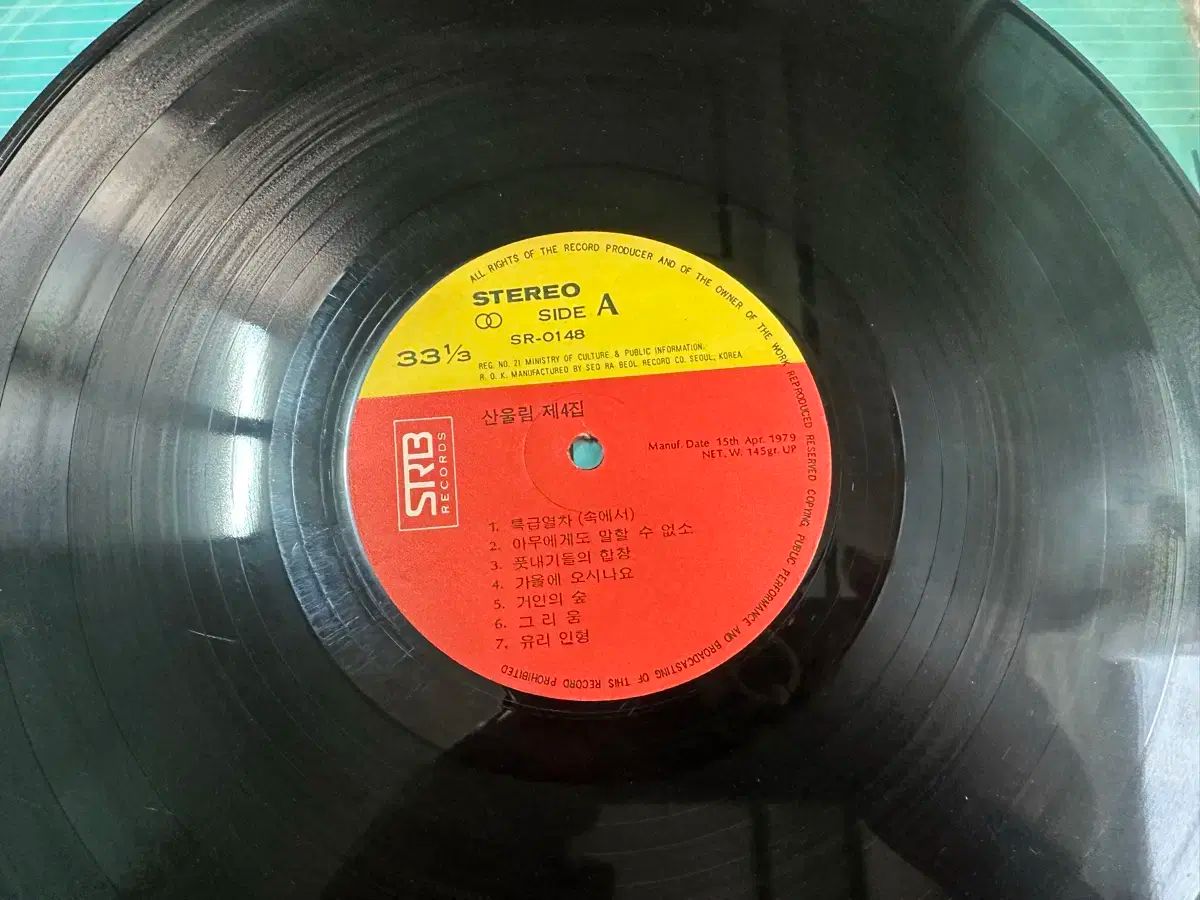 ALL RIGHTS OF THE RECORD PRODUCER AND OF THE OWNER OF THE WORK REPRODUCED RESERVED COPYING, PUBLIC PERFORMANCE AND BROADCASTING OF THIS RECORD PROHIBITED
STEREO
SIDE A
SR-0148
33⅓
REG. NO. 21 MINISTRY OF CULTURE & PUBLIC INFORMATION.
R. O. K. MANUFACTURED BY SEO RA BEOL RECORD CO. SEOUL, KOREA
산울림 제4집
SRB
RECORDS
Manuf. Date 15th Apr. 1979
NET. W. 145gr. UP
1. 특급열차 (속에서)
2. 아무에게도 말할 수 없소
3. 풋내기들의 합창
4. 가을에 오시나요
5. 거인의 숲
6. 그리움
7. 유리 인형